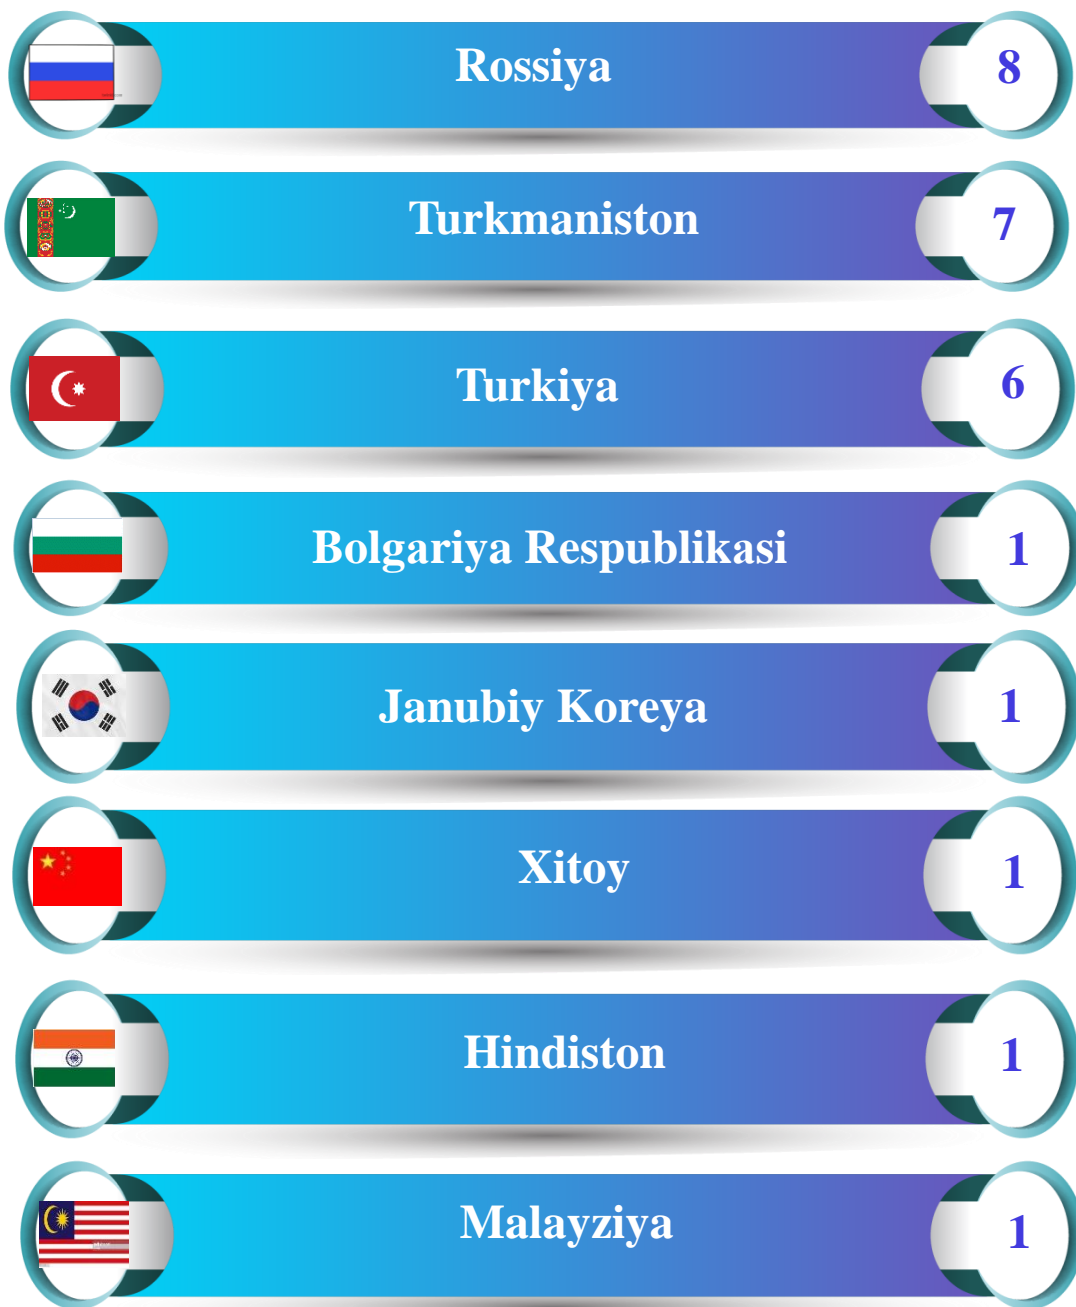 Rossiya 8
Turkmaniston 7
Turkiya 6
Bolgariya Respublikasi 1
Janubiy Koreya 1
Xitoy 1
Hindiston 1
Malayziya 1